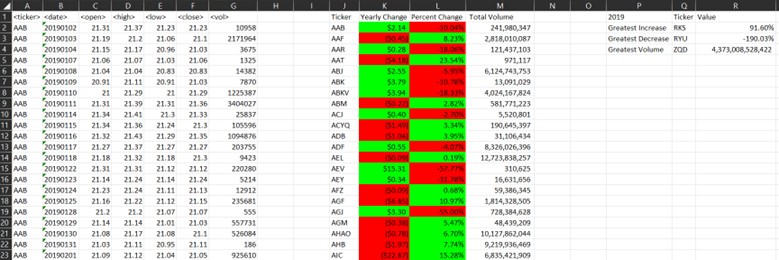 A B C D E F G H I J K L M N O P Q R
1 <ticker> <date> <open> <high> <low> <close> <vol> Ticker Yearly Change Percent Change Total Volume 2019 Ticker Value
2 AAB 20190102 21.31 21.37 21.23 21.23 10958 AAB $2.14 -10.04% 241,980,347 Greatest Increase RKS 91.60%
3 AAB 20190103 21.19 21.2 21.06 21.1 2171964 AAF 8.23% 2,818,010,087 Greatest Decrease RYU -190.03%
4 AAB 20190104 21.15 21.17 20.96 21.03 3675 AAR $0.28 121,437,103 Greatest Volume ZQD 4,373,008,528,422
5 AAB 20190107 21.06 21.07 21.03 21.06 1325 AAT ($4.18) 23.54% 971,117
6 AAB 20190108 21.04 21.04 20.83 20.83 14382 ABJ $2.55 -5.95% 6,124,743,753
7 AAB 20190109 20.91 21.11 20.91 21.03 7870 ABK $3.79 13,091,029
8 AAB 20190110 21 21.29 21 21.29 1225387 ABKV $3.94 4,024,167,824
9 AAB 20190111 21.31 21.39 21.31 21.36 3404027 ABM ($0.22) 2.82% 581,771,223
10 AAB 20190114 21.34 21.41 21.3 21.33 25837 ACJ $0.40 -2.70% 5,520,801
11 AAB 20190115 21.34 21.36 21.24 21.3 105596 ACYQ ($1.49) 3.34% 190,645,397
12 AAB 20190116 21.32 21.43 21.29 21.35 1094876 ADB ($1.04) 3.95% 31,106,434
13 AAB 20190117 21.27 21.37 21.27 21.27 203755 ADF $0.55 -4.07% 8,326,026,396
14 AAB 20190118 21.18 21.32 21.18 21.3 9423 AEL ($0.09) 0.19% 12,723,838,257
15 AAB 20190122 21.31 21.31 21.12 21.12 220280 AEV $15.31 -57.77% 310,625
16 AAB 20190123 21.14 21.24 21.14 21.24 5214 AEY $0.34 16,631,656
17 AAB 20190124 21.24 21.23 21.11 21.13 12912 AFZ ($0.09) 0.68% 59,386,345
18 AAB 20190125 21.16 21.22 21.12 21.15 235681 AGF 10.97% 1,814,328,505
19 AAB 20190128 21.2 21.2 21.07 21.07 555 AGJ $3.30 728,384,628
20 AAB 20190129 21.14 21.14 21.01 21.03 557731 AGM 5.47% 48,439,209
21 AAB 20190130 21.08 21.17 21.08 21.1 526084 AHAO ($0.78) 6.70% 10,127,862,044
22 AAB 20190131 21.03 21.11 20.95 21.11 186 AHB ($1.97) 7.74% 9,219,936,469
23 AAB 20190201 21.09 21.12 21.04 21.05 925610 AIC ($22.87) 15.28% 6,835,421,909